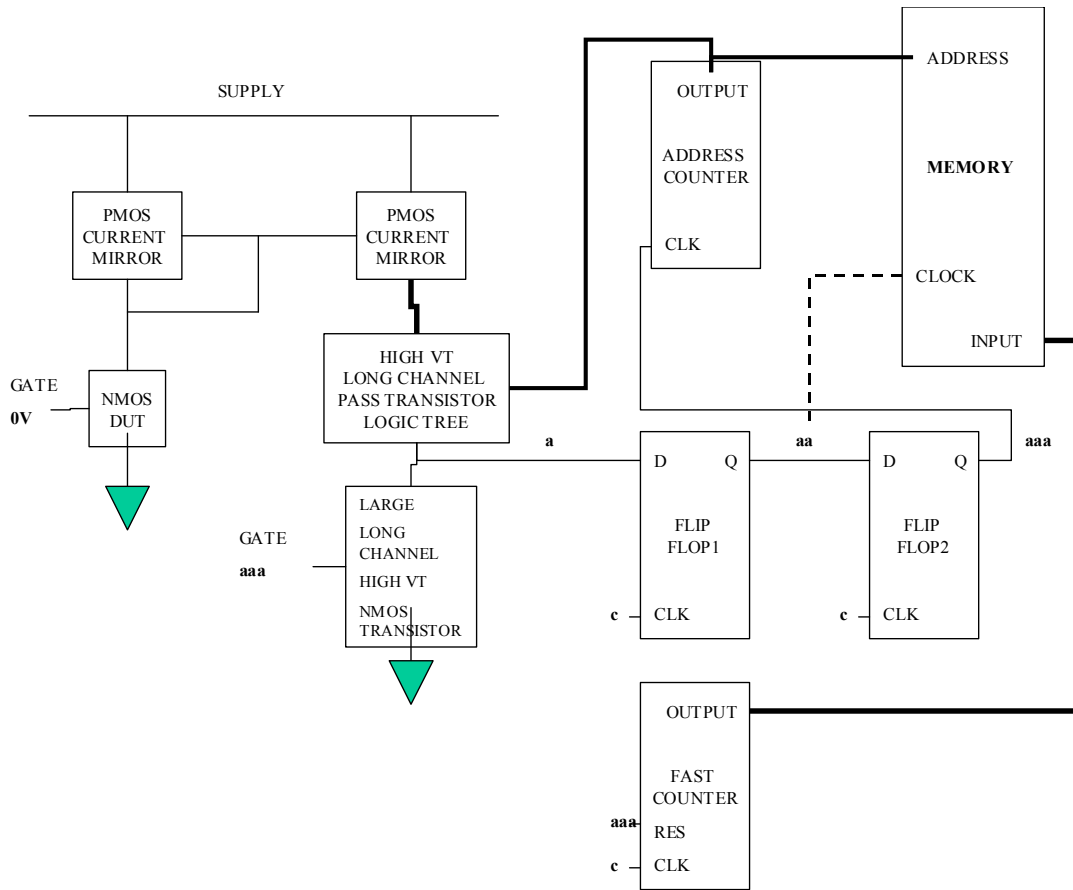 SUPPLY
PMOS
CURRENT
MIRROR
PMOS
CURRENT
MIRROR
GATE
0V
NMOS
DUT
HIGH VT
LONG CHANNEL
PASS TRANSISTOR
LOGIC TREE
GATE
aaa
LARGE
LONG
CHANNEL
HIGH VT
NMOS
TRANSISTOR
OUTPUT
ADDRESS
COUNTER
CLK
ADDRESS
MEMORY
CLOCK
INPUT
a
D Q
FLIP
FLOP1
c CLK
aa
D Q
FLIP
FLOP2
c CLK
aaa
OUTPUT
FAST
COUNTER
aaa RES
c CLK